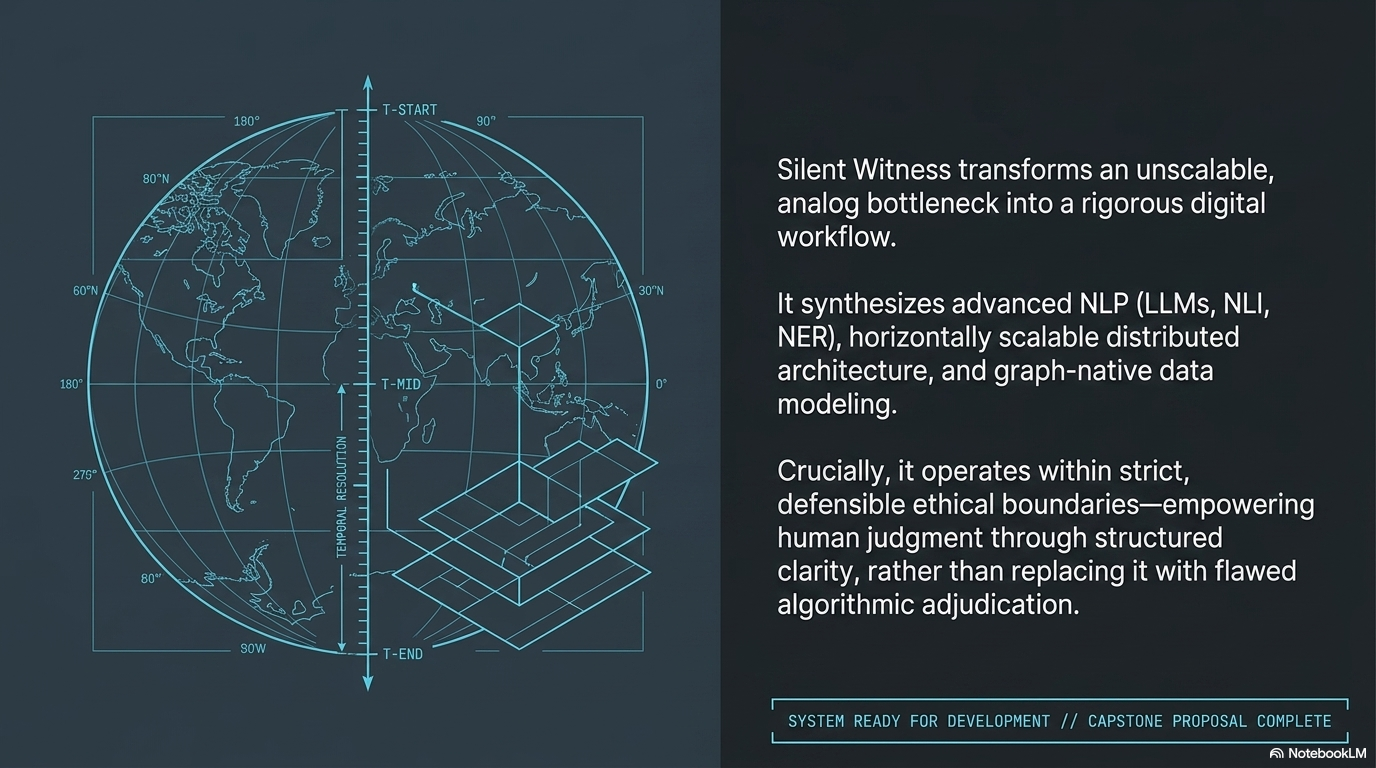 T-START
180°
90°
80°N
60°N
30°N
180°
T-MID
0°
275°
TEMPORAL RESOLUTION
80°
80W
T-END
Silent Witness transforms an unscalable,
analog bottleneck into a rigorous digital
workflow.
It synthesizes advanced NLP (LLMs, NLI,
NER), horizontally scalable distributed
architecture, and graph-native data
modeling.
Crucially, it operates within strict,
defensible ethical boundaries—empowering
human judgment through structured
clarity, rather than replacing it with flawed
algorithmic adjudication.
SYSTEM READY FOR DEVELOPMENT // CAPSTONE PROPOSAL COMPLETE
NotebookLM